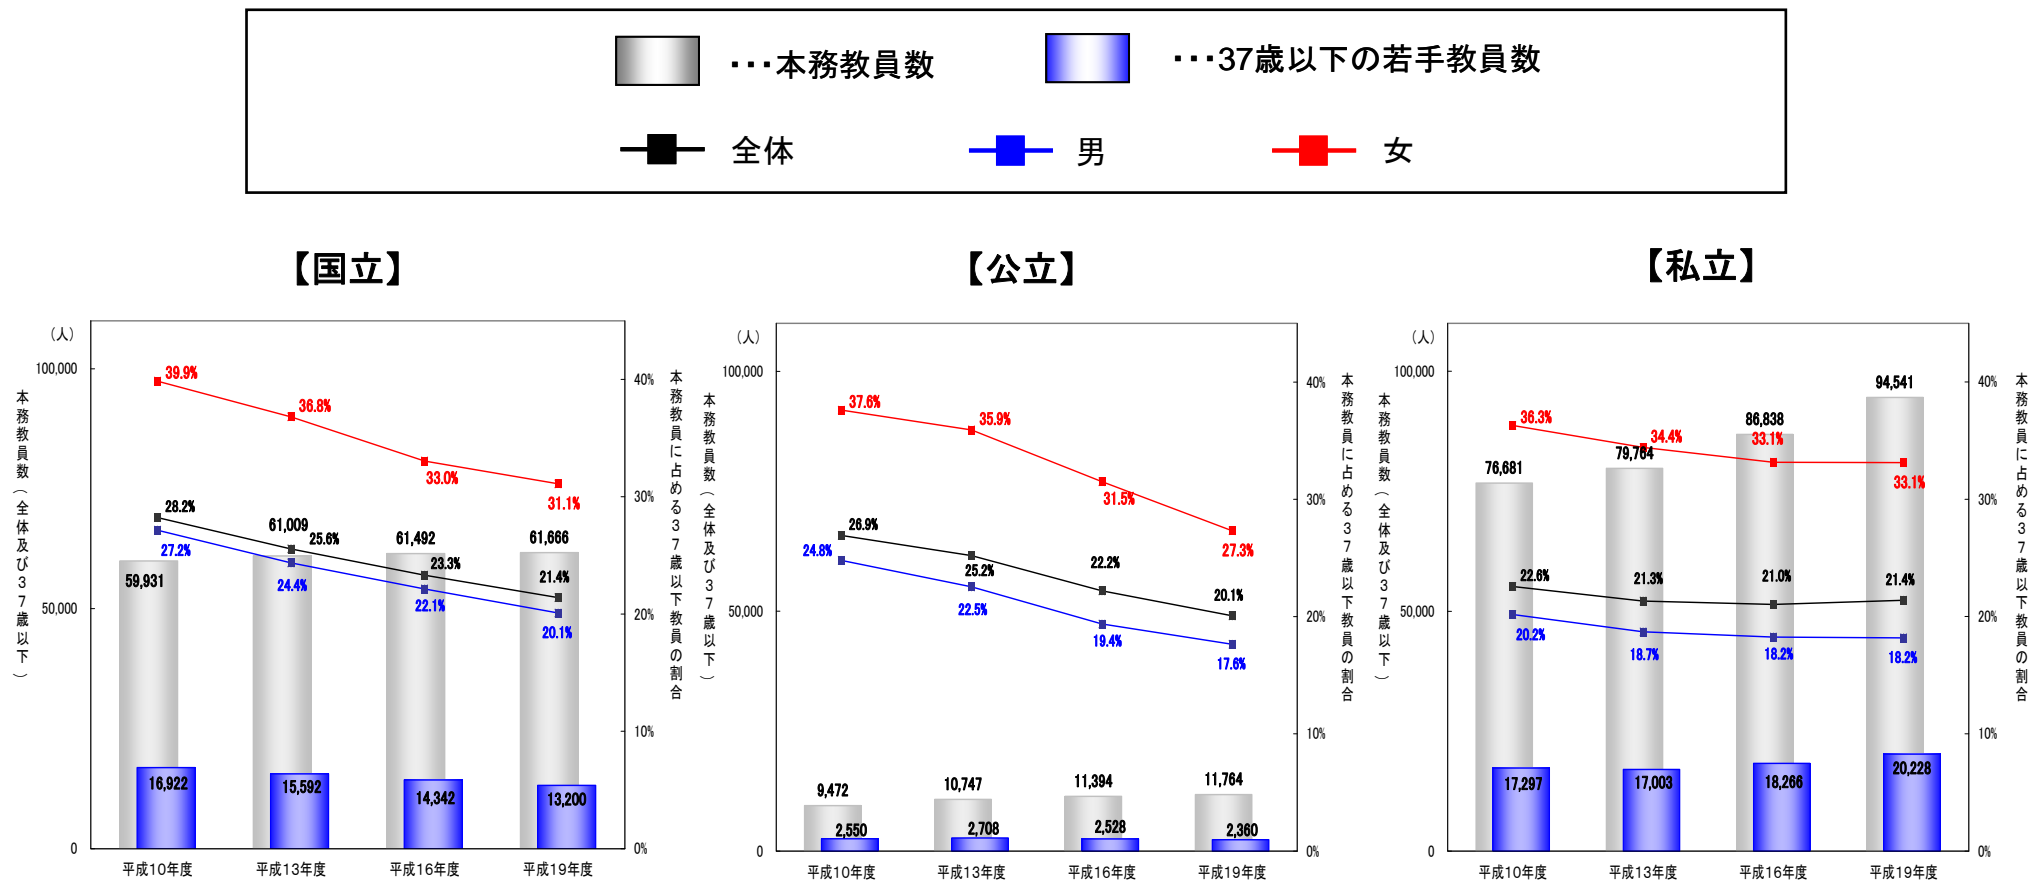 ･･･本務教員数
･･･37歳以下の若手教員数
全体
男
女
【国立】
（人）
100,000
50,000
0
本務教員数（全体及び３７歳以下）
39.9%
36.8%
33.0%
31.1%
28.2%
25.6%
23.3%
21.4%
27.2%
24.4%
22.1%
20.1%
59,931
61,009
61,492
61,666
16,922
15,592
14,342
13,200
平成10年度
平成13年度
平成16年度
平成19年度
40%
30%
20%
10%
0%
本務教員に占める３７歳以下教員の割合
【公立】
（人）
100,000
50,000
0
本務教員数（全体及び３７歳以下）
37.6%
35.9%
31.5%
27.3%
26.9%
25.2%
22.2%
20.1%
24.8%
22.5%
19.4%
17.6%
9,472
10,747
11,394
11,764
2,550
2,708
2,528
2,360
平成10年度
平成13年度
平成16年度
平成19年度
40%
30%
20%
10%
0%
本務教員に占める３７歳以下教員の割合
【私立】
（人）
100,000
50,000
0
本務教員数（全体及び３７歳以下）
36.3%
34.4%
33.1%
33.1%
22.6%
21.3%
21.0%
21.4%
20.2%
18.7%
18.2%
18.2%
76,681
79,764
86,838
94,541
17,297
17,003
18,266
20,228
平成10年度
平成13年度
平成16年度
平成19年度
40%
30%
20%
10%
0%
本務教員に占める３７歳以下教員の割合